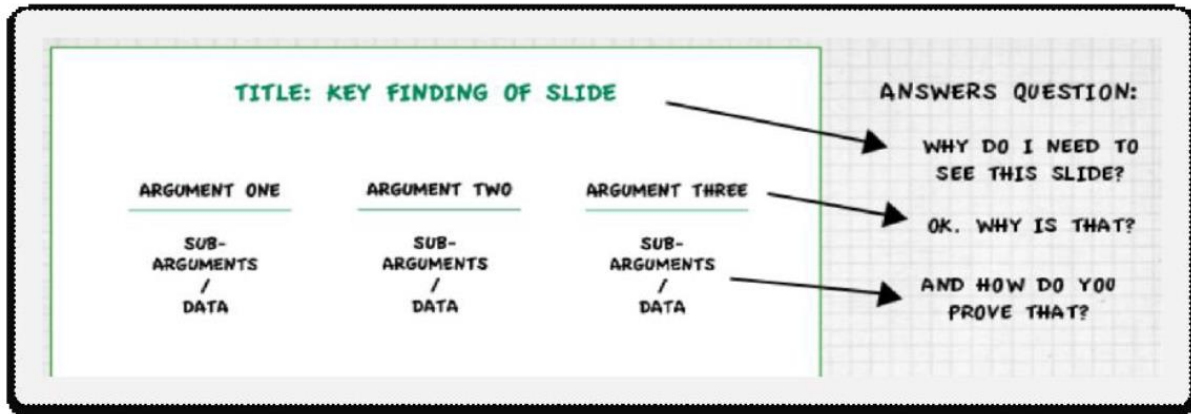 TITLE: KEY FINDING OF SLIDE
ANSWERS QUESTION:
WHY DO I NEED TO
SEE THIS SLIDE?
ARGUMENT ONE
ARGUMENT TWO
ARGUMENT THREE
OK. WHY IS THAT?
SUB-
ARGUMENTS
/
DATA
SUB-
ARGUMENTS
/
DATA
SUB-
ARGUMENTS
/
DATA
AND HOW DO YOU
PROVE THAT?